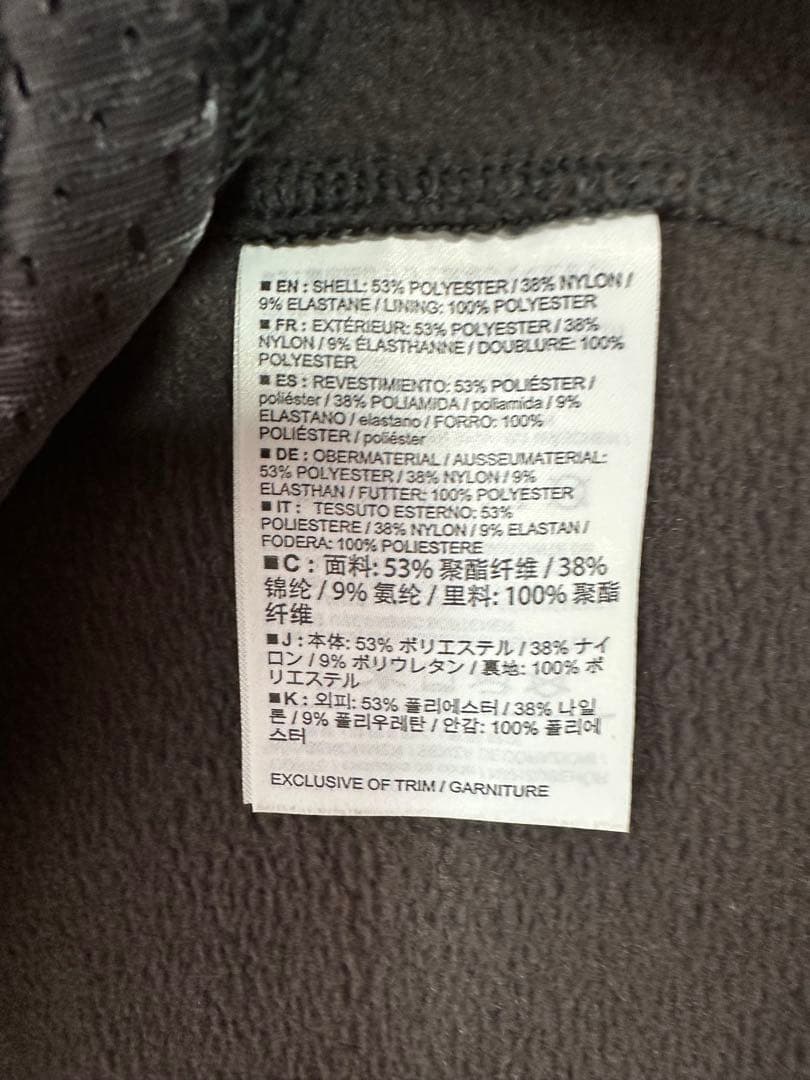 ■ EN : SHELL: 53% POLYESTER / 38% NYLON /
9% ELASTANE / LINING: 100% POLYESTER
■ FR : EXTÉRIEUR: 53% POLYESTER / 38%
NYLON / 9% ÉLASTHANNE / DOUBLURE: 100%
POLYESTER
■ ES : REVESTIMIENTO: 53% POLIÉSTER /
poliéster / 38% POLIAMIDA / poliamida / 9%
ELASTANO / elastano / FORRO: 100%
POLIÉSTER / poliéster
■ DE : OBERMATERIAL / AUSSEUMATERIAL:
53% POLYESTER / 38% NYLON / 9%
ELASTHAN / FUTTER: 100% POLYESTER
■ IT : TESSUTO ESTERNO: 53%
POLIESTERE / 38% NYLON / 9% ELASTAN /
FODERA: 100% POLIESTERE
■ C : 面料: 53% 聚酯纤维 / 38%
锦纶 / 9% 氨纶 / 里料: 100% 聚酯
纤维
■ J : 本体: 53% ポリエステル / 38% ナイ
ロン / 9% ポリウレタン / 裏地: 100% ポ
リエステル
■ K : 외피: 53% 폴리에스터 / 38% 나일
론 / 9% 폴리우레탄 / 안감: 100% 폴리에
스터
EXCLUSIVE OF TRIM / GARNITURE